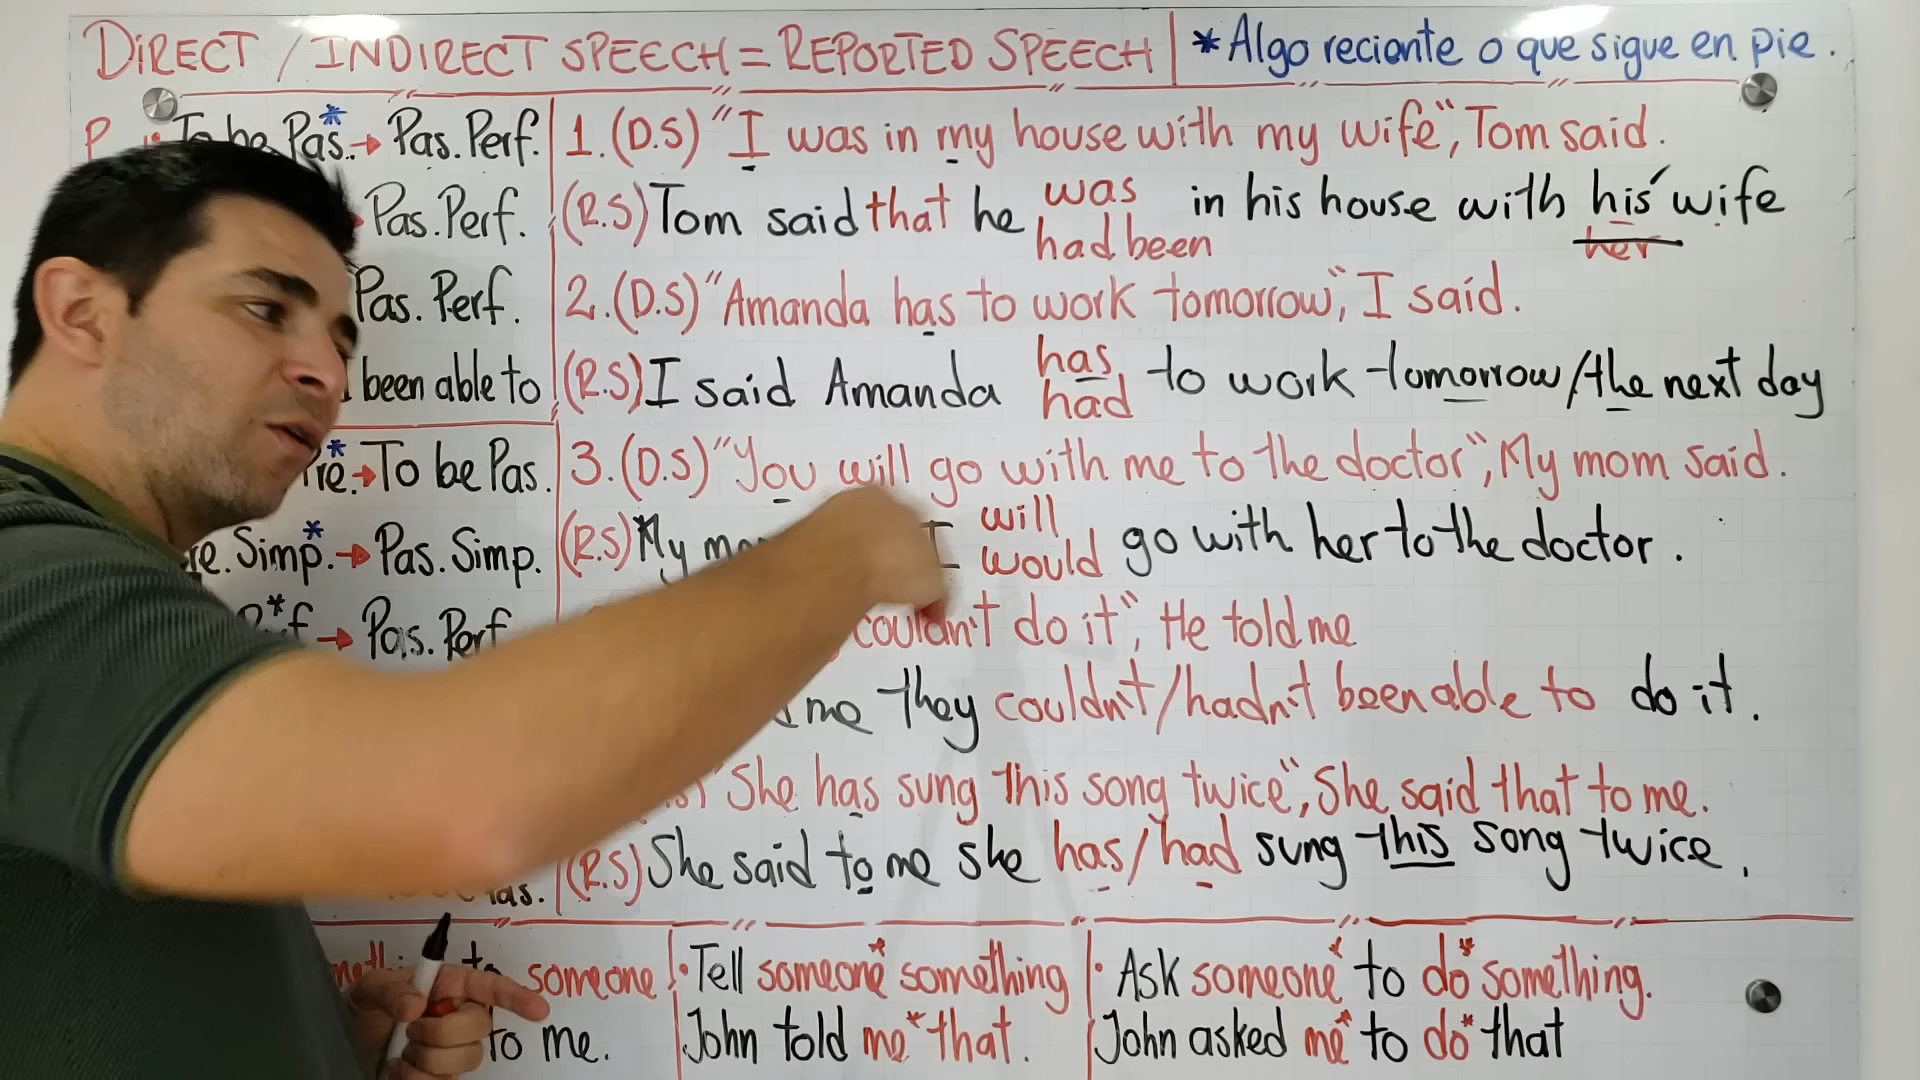 DIRECT / INDIRECT SPEECH = REPORTED SPEECH | *Algo reciente o que sigue en pie.
To be Pas.* → Pas. Perf.
Pas. Perf.
Pas. Perf.
been able to
→ To be Pas.
Simp.* → Pas. Simp.
→ Pas. Perf
1. (D.S) "I was in my house with my wife", Tom said.
(R.S) Tom said that he was in his house with his wife
had been her
2. (D.S) "Amanda has to work tomorrow", I said.
(R.S) I said Amanda has to work tomorrow/the next day
had
3. (D.S) "You will go with me to the doctor", My mom said.
(R.S) My I will go with her to the doctor.
would
couldn't do it", He told me
me they couldn't/hadn't been able to do it.
"She has sung this song twice", She said that to me.
(R.S) She said to me she has/had sung this song twice.
to someone
to me.
· Tell someone* something
John told me* that.
· Ask someone* to do* something.
John asked me* to do* that